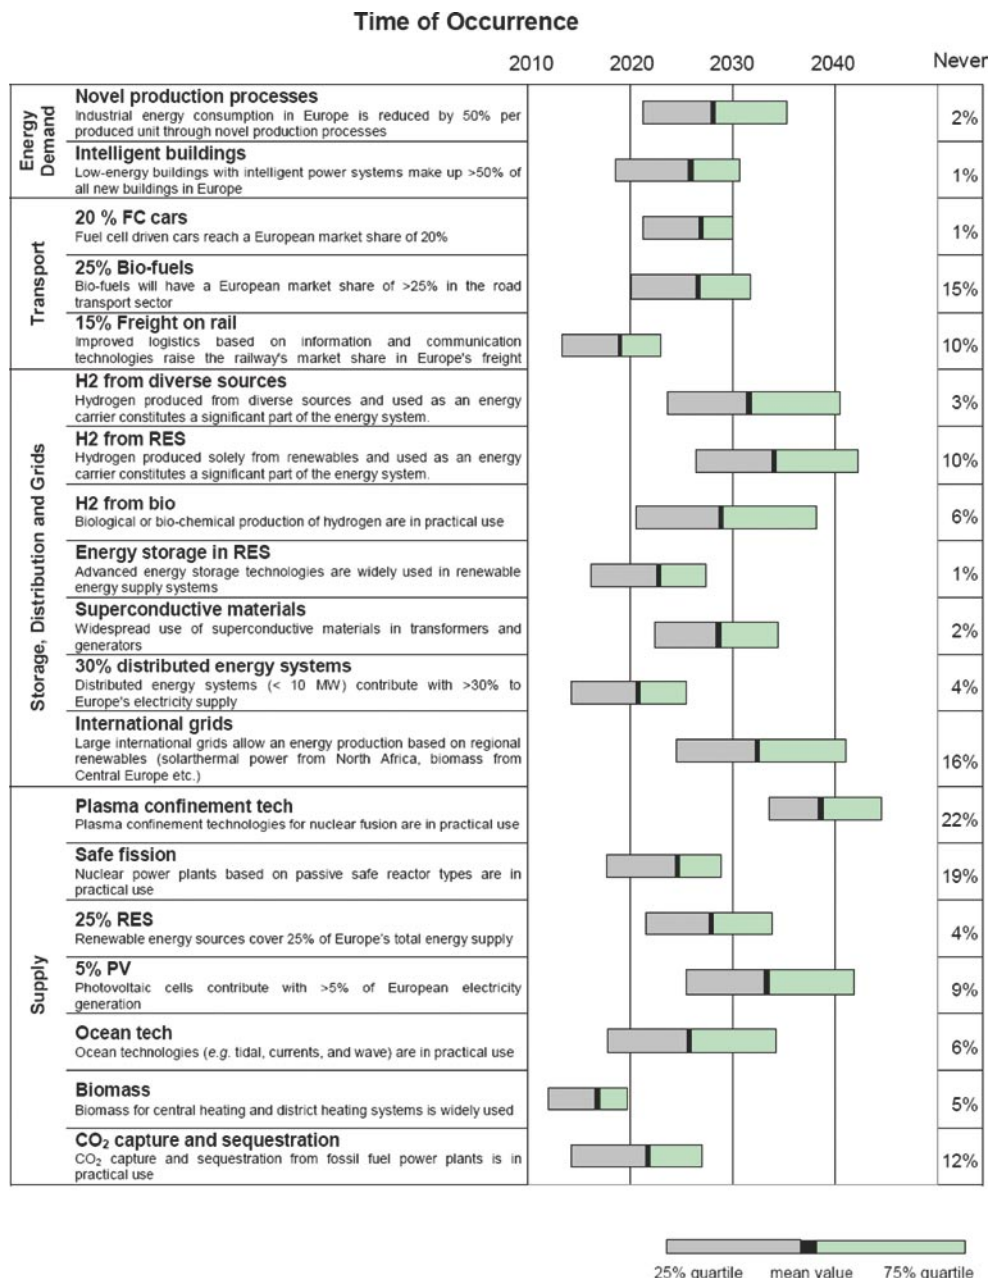 Time of Occurrence
2010 2020 2030 2040 Never
Energy
Demand
Novel production processes
Industrial energy consumption in Europe is reduced by 50% per
produced unit through novel production processes
2%
Intelligent buildings
Low-energy buildings with intelligent power systems make up >50% of
all new buildings in Europe
1%
Transport
20 % FC cars
Fuel cell driven cars reach a European market share of 20%
1%
25% Bio-fuels
Bio-fuels will have a European market share of >25% in the road
transport sector
15%
15% Freight on rail
Improved logistics based on information and communication
technologies raise the railway's market share in Europe's freight
10%
Storage, Distribution and Grids
H2 from diverse sources
Hydrogen produced from diverse sources and used as an energy
carrier constitutes a significant part of the energy system.
3%
H2 from RES
Hydrogen produced solely from renewables and used as an energy
carrier constitutes a significant part of the energy system.
10%
H2 from bio
Biological or bio-chemical production of hydrogen are in practical use
6%
Energy storage in RES
Advanced energy storage technologies are widely used in renewable
energy supply systems
1%
Superconductive materials
Widespread use of superconductive materials in transformers and
generators
2%
30% distributed energy systems
Distributed energy systems (< 10 MW) contribute with >30% to
Europe's electricity supply
4%
International grids
Large international grids allow an energy production based on regional
renewables (solarthermal power from North Africa, biomass from
Central Europe etc.)
16%
Supply
Plasma confinement tech
Plasma confinement technologies for nuclear fusion are in practical use
22%
Safe fission
Nuclear power plants based on passive safe reactor types are in
practical use
19%
25% RES
Renewable energy sources cover 25% of Europe's total energy supply
4%
5% PV
Photovoltaic cells contribute with >5% of European electricity
generation
9%
Ocean tech
Ocean technologies (e.g. tidal, currents, and wave) are in practical use
6%
Biomass
Biomass for central heating and district heating systems is widely used
5%
CO₂ capture and sequestration
CO₂ capture and sequestration from fossil fuel power plants is in
practical use
12%
25% quartile mean value 75% quartile